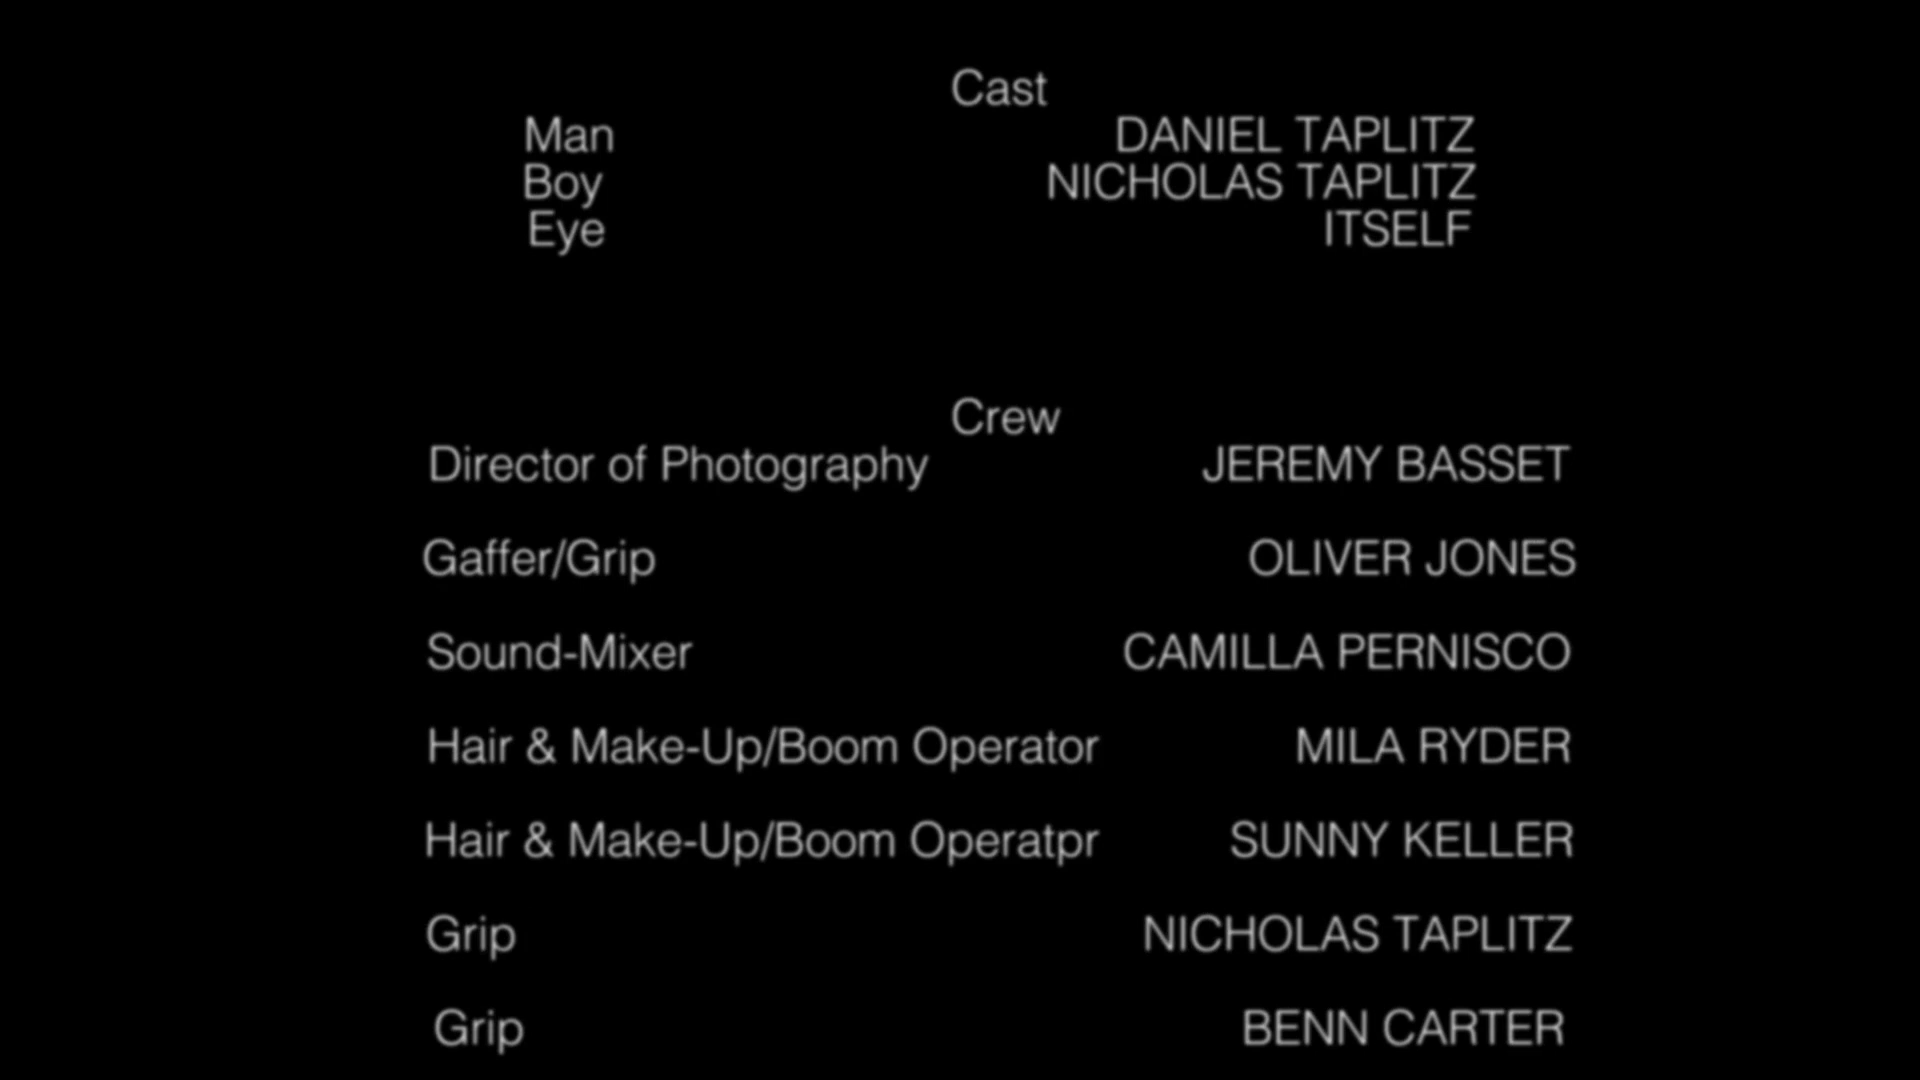 Cast
Man DANIEL TAPLITZ
Boy NICHOLAS TAPLITZ
Eye ITSELF
Crew
Director of Photography JEREMY BASSET
Gaffer/Grip OLIVER JONES
Sound-Mixer CAMILLA PERNISCO
Hair & Make-Up/Boom Operator MILA RYDER
Hair & Make-Up/Boom Operatpr SUNNY KELLER
Grip NICHOLAS TAPLITZ
Grip BENN CARTER